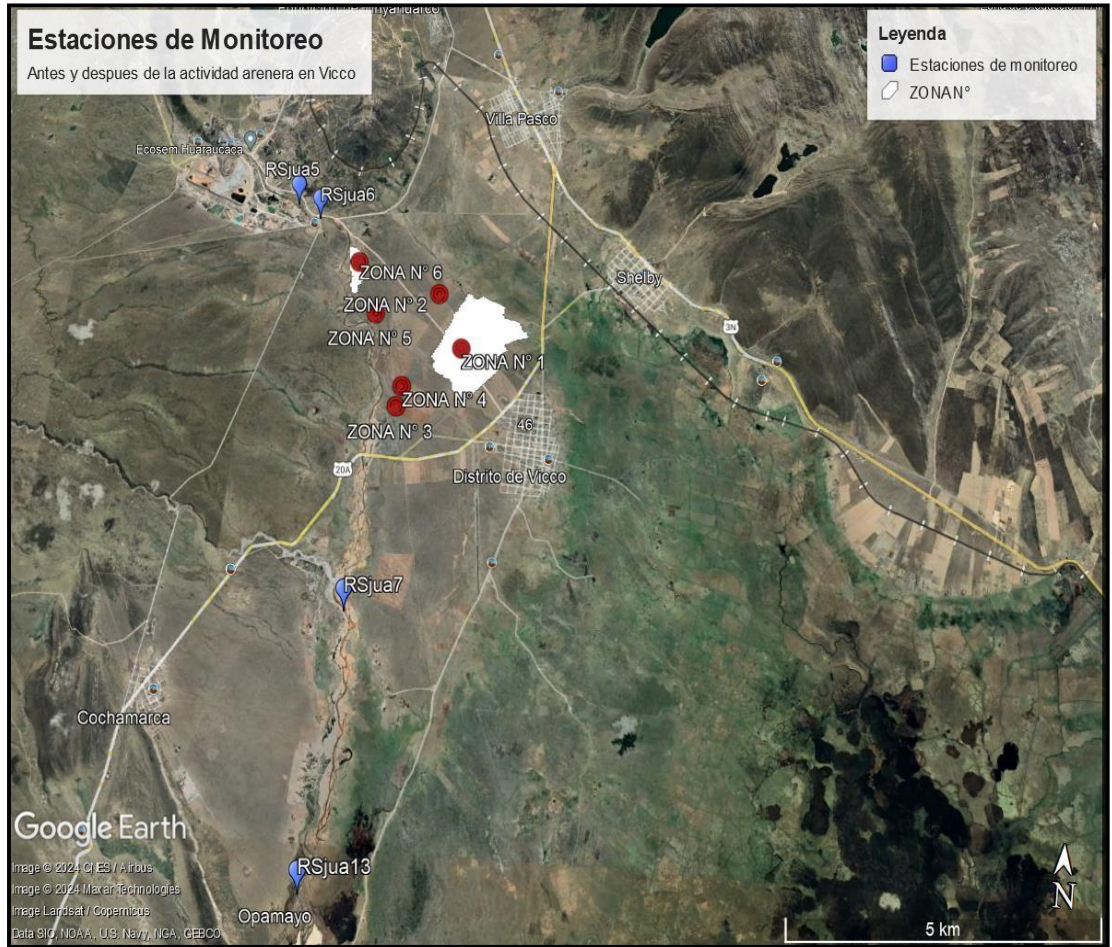 Estaciones de Monitoreo
Antes y despues de la actividad arenera en Vicco
Leyenda
Estaciones de monitoreo
ZONA N°
Villa Pasco
Ecosem Huaraucaca
RSjua5
RSjua6
ZONA N° 6
Shelby
ZONA N° 2
3N
ZONA N° 5
ZONA N° 1
ZONA N° 4
46
ZONA N° 3
20A
Distrito de Vicco
RSjua7
Cochamarca
Google Earth
RSjua13
Image © 2024 CNES / Airbus
Image © 2024 Maxar Technologies
Image Landsat / Copernicus
Opamayo
Data SIO, NOAA, U.S. Navy, NGA, GEBCO
N
5 km